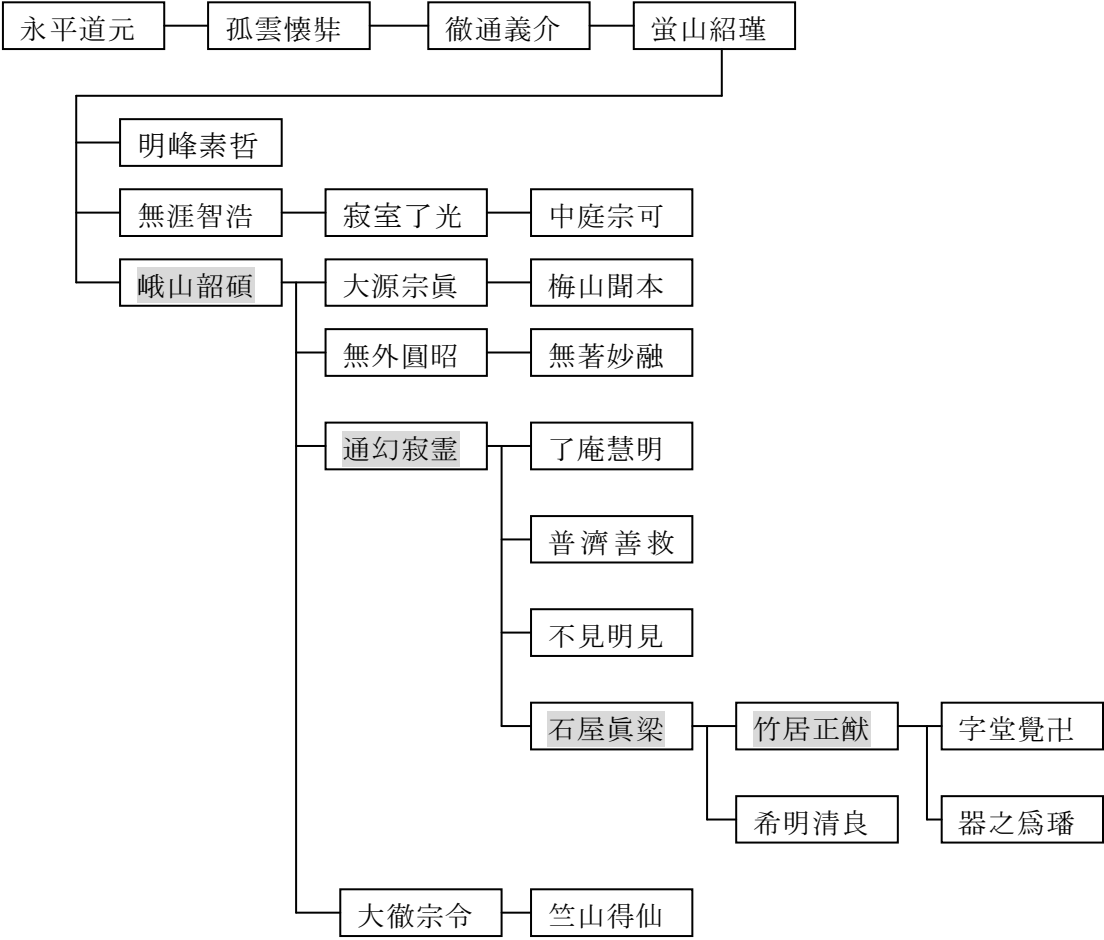 永平道元 孤雲懐弉 徹通義介 蛍山紹瑾
明峰素哲
無涯智浩 寂室了光 中庭宗可
峨山韶碩 大源宗眞 梅山聞本
無外圓昭 無著妙融
通幻寂霊 了庵慧明
普濟善救
不見明見
石屋眞梁 竹居正猷 字堂覺卍
希明清良 器之爲璠
大徹宗令 竺山得仙